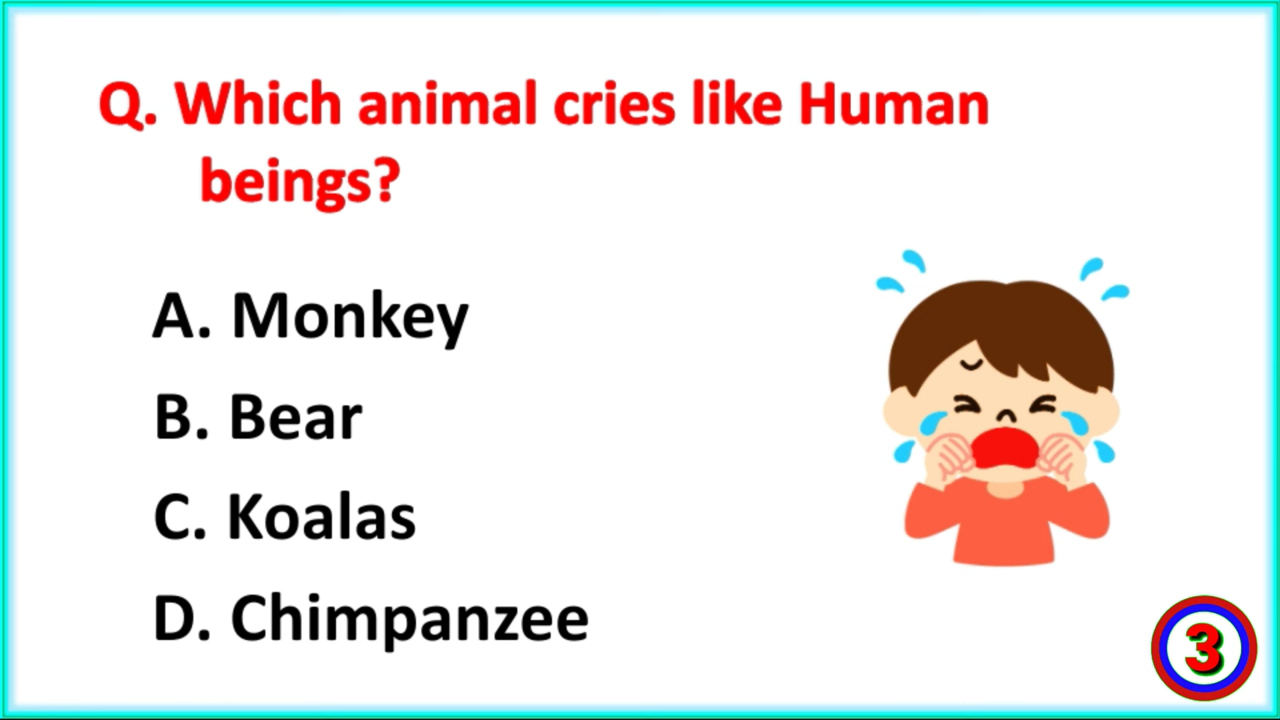 Q. Which animal cries like Human
beings?
A. Monkey
B. Bear
C. Koalas
D. Chimpanzee
3